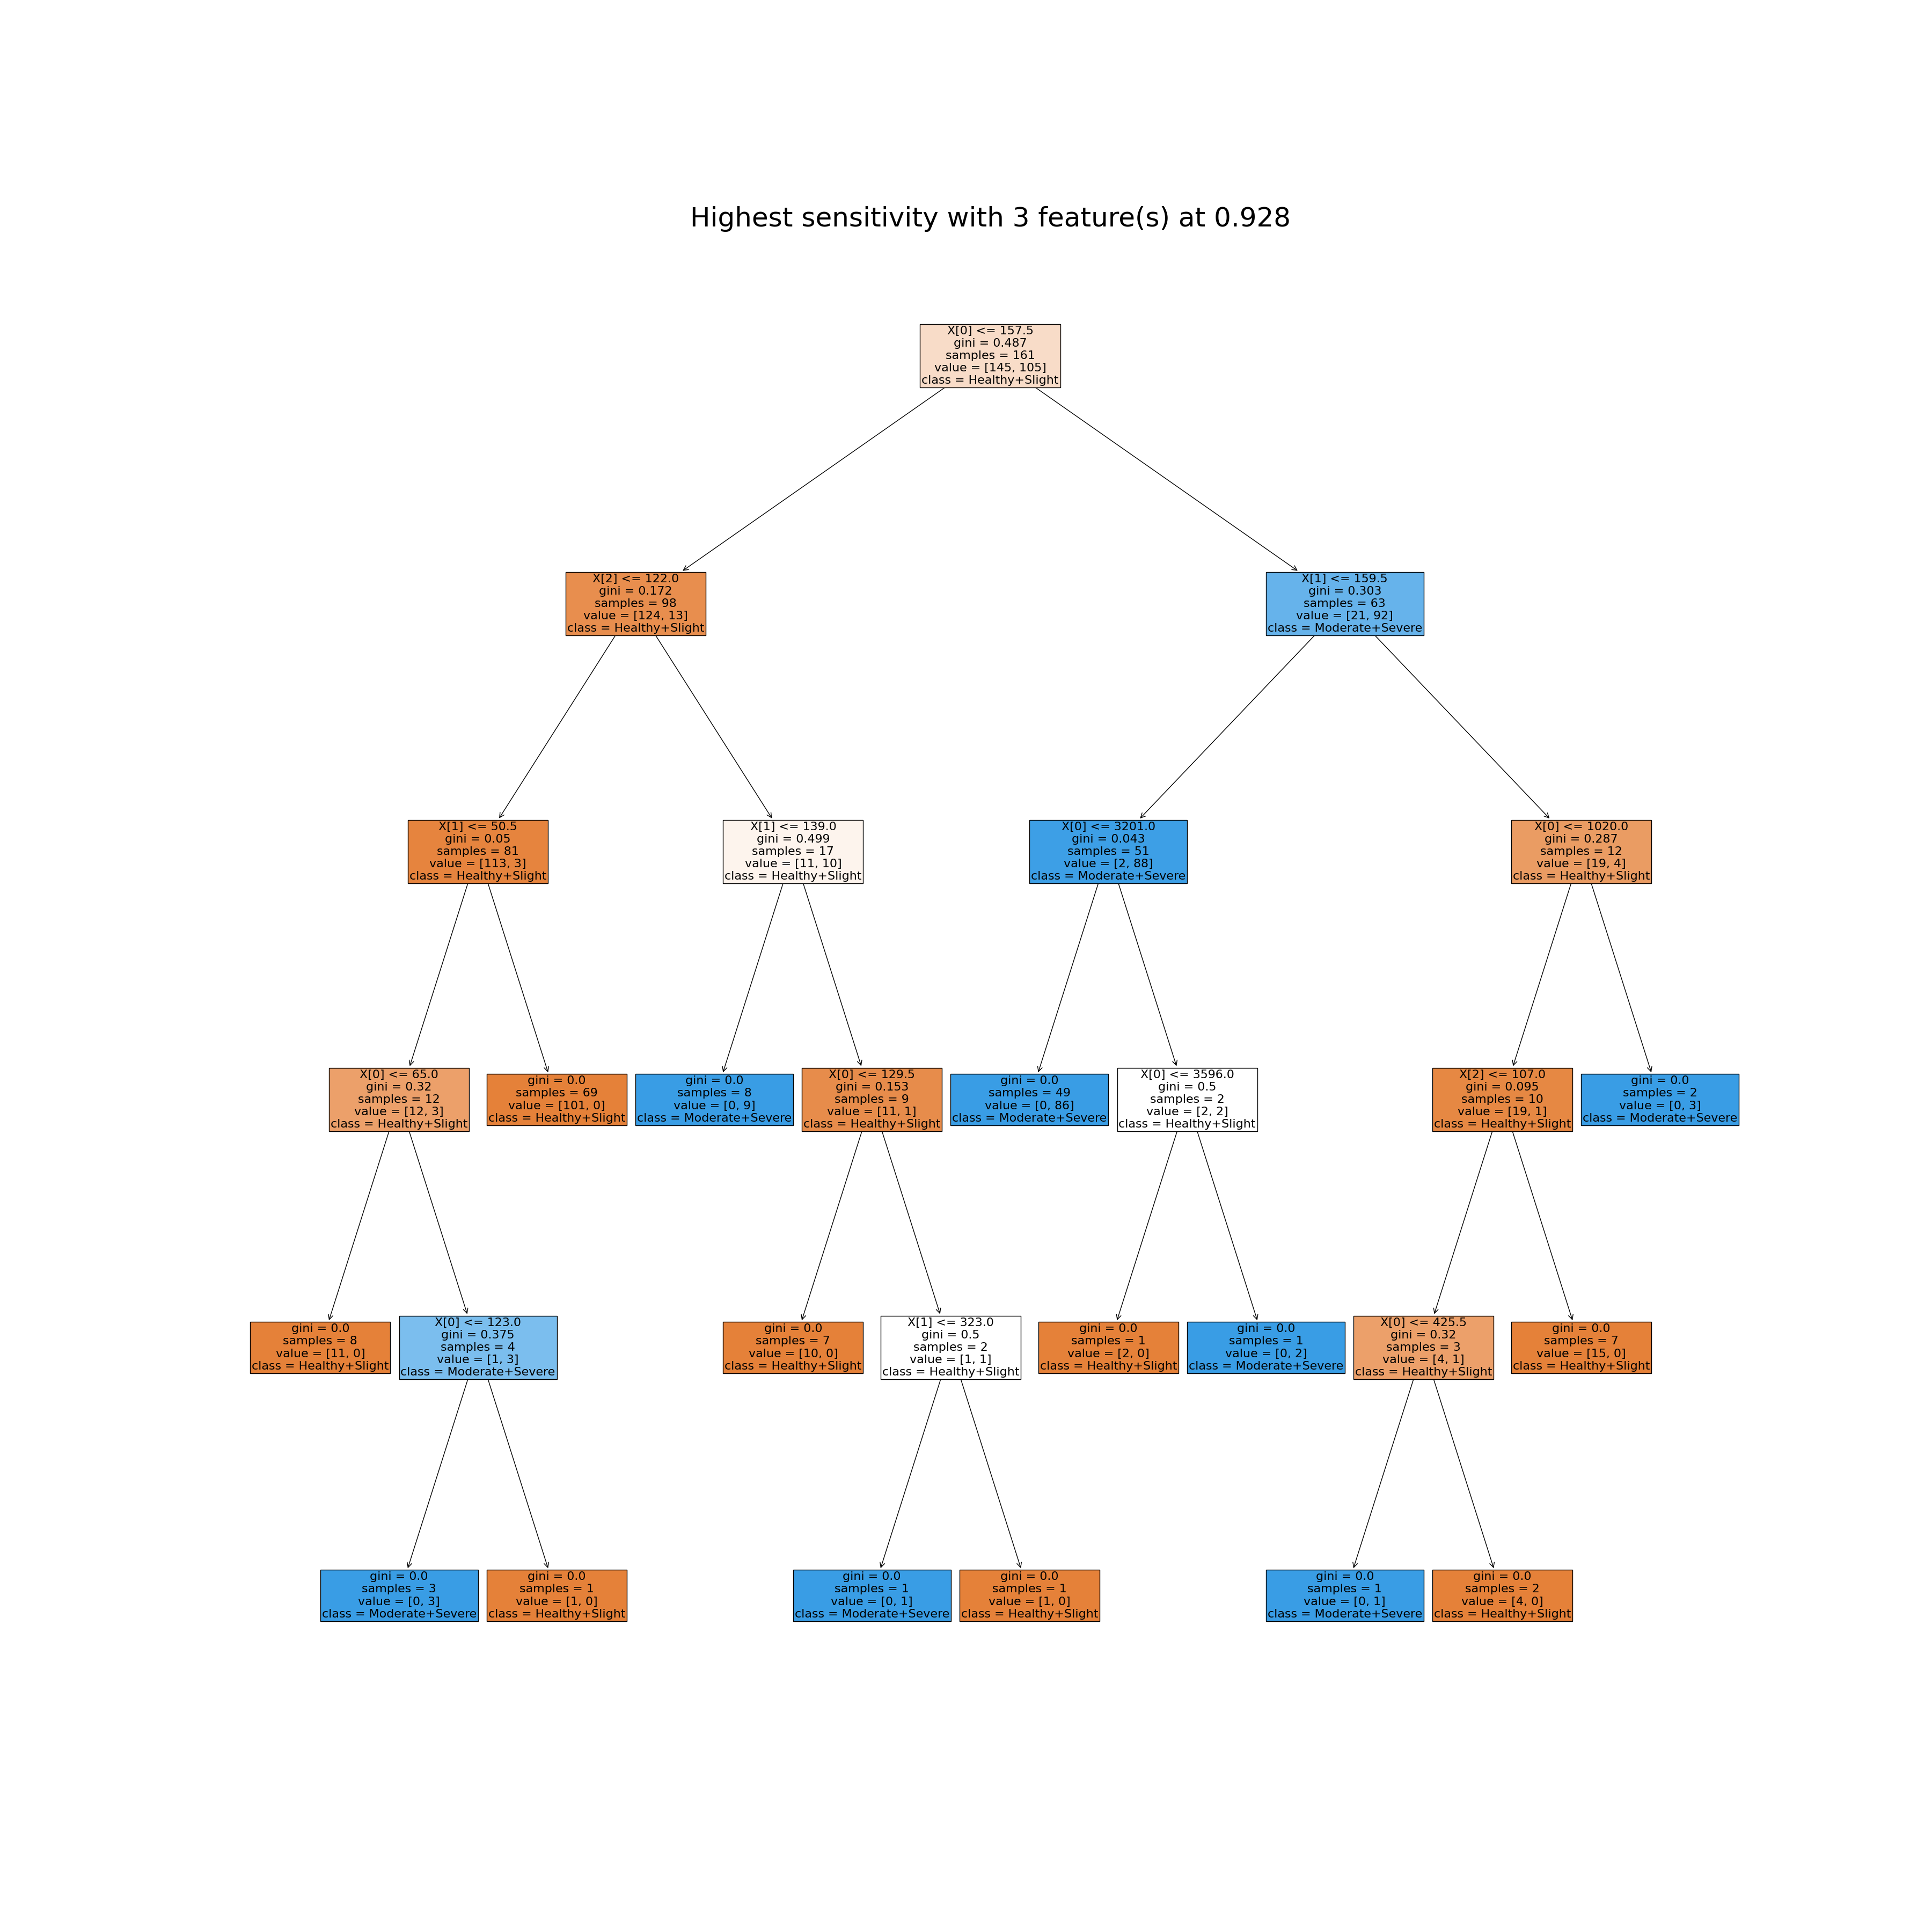 Highest sensitivity with 3 feature(s) at 0.928
X[0] <= 157.5
gini = 0.487
samples = 161
value = [145, 105]
class = Healthy+Slight
X[2] <= 122.0
gini = 0.172
samples = 98
value = [124, 13]
class = Healthy+Slight
X[1] <= 159.5
gini = 0.303
samples = 63
value = [21, 92]
class = Moderate+Severe
X[1] <= 50.5
gini = 0.05
samples = 81
value = [113, 3]
class = Healthy+Slight
X[1] <= 139.0
gini = 0.499
samples = 17
value = [11, 10]
class = Healthy+Slight
X[0] <= 3201.0
gini = 0.043
samples = 51
value = [2, 88]
class = Moderate+Severe
X[0] <= 1020.0
gini = 0.287
samples = 12
value = [19, 4]
class = Healthy+Slight
X[0] <= 65.0
gini = 0.32
samples = 12
value = [12, 3]
class = Healthy+Slight
gini = 0.0
samples = 69
value = [101, 0]
class = Healthy+Slight
gini = 0.0
samples = 8
value = [0, 9]
class = Moderate+Severe
X[0] <= 129.5
gini = 0.153
samples = 9
value = [11, 1]
class = Healthy+Slight
gini = 0.0
samples = 49
value = [0, 86]
class = Moderate+Severe
X[0] <= 3596.0
gini = 0.5
samples = 2
value = [2, 2]
class = Healthy+Slight
X[2] <= 107.0
gini = 0.095
samples = 10
value = [19, 1]
class = Healthy+Slight
gini = 0.0
samples = 2
value = [0, 3]
class = Moderate+Severe
gini = 0.0
samples = 8
value = [11, 0]
class = Healthy+Slight
X[0] <= 123.0
gini = 0.375
samples = 4
value = [1, 3]
class = Moderate+Severe
gini = 0.0
samples = 7
value = [10, 0]
class = Healthy+Slight
X[1] <= 323.0
gini = 0.5
samples = 2
value = [1, 1]
class = Healthy+Slight
gini = 0.0
samples = 1
value = [2, 0]
class = Healthy+Slight
gini = 0.0
samples = 1
value = [0, 2]
class = Moderate+Severe
X[0] <= 425.5
gini = 0.32
samples = 3
value = [4, 1]
class = Healthy+Slight
gini = 0.0
samples = 7
value = [15, 0]
class = Healthy+Slight
gini = 0.0
samples = 3
value = [0, 3]
class = Moderate+Severe
gini = 0.0
samples = 1
value = [1, 0]
class = Healthy+Slight
gini = 0.0
samples = 1
value = [0, 1]
class = Moderate+Severe
gini = 0.0
samples = 1
value = [1, 0]
class = Healthy+Slight
gini = 0.0
samples = 1
value = [0, 1]
class = Moderate+Severe
gini = 0.0
samples = 2
value = [4, 0]
class = Healthy+Slight